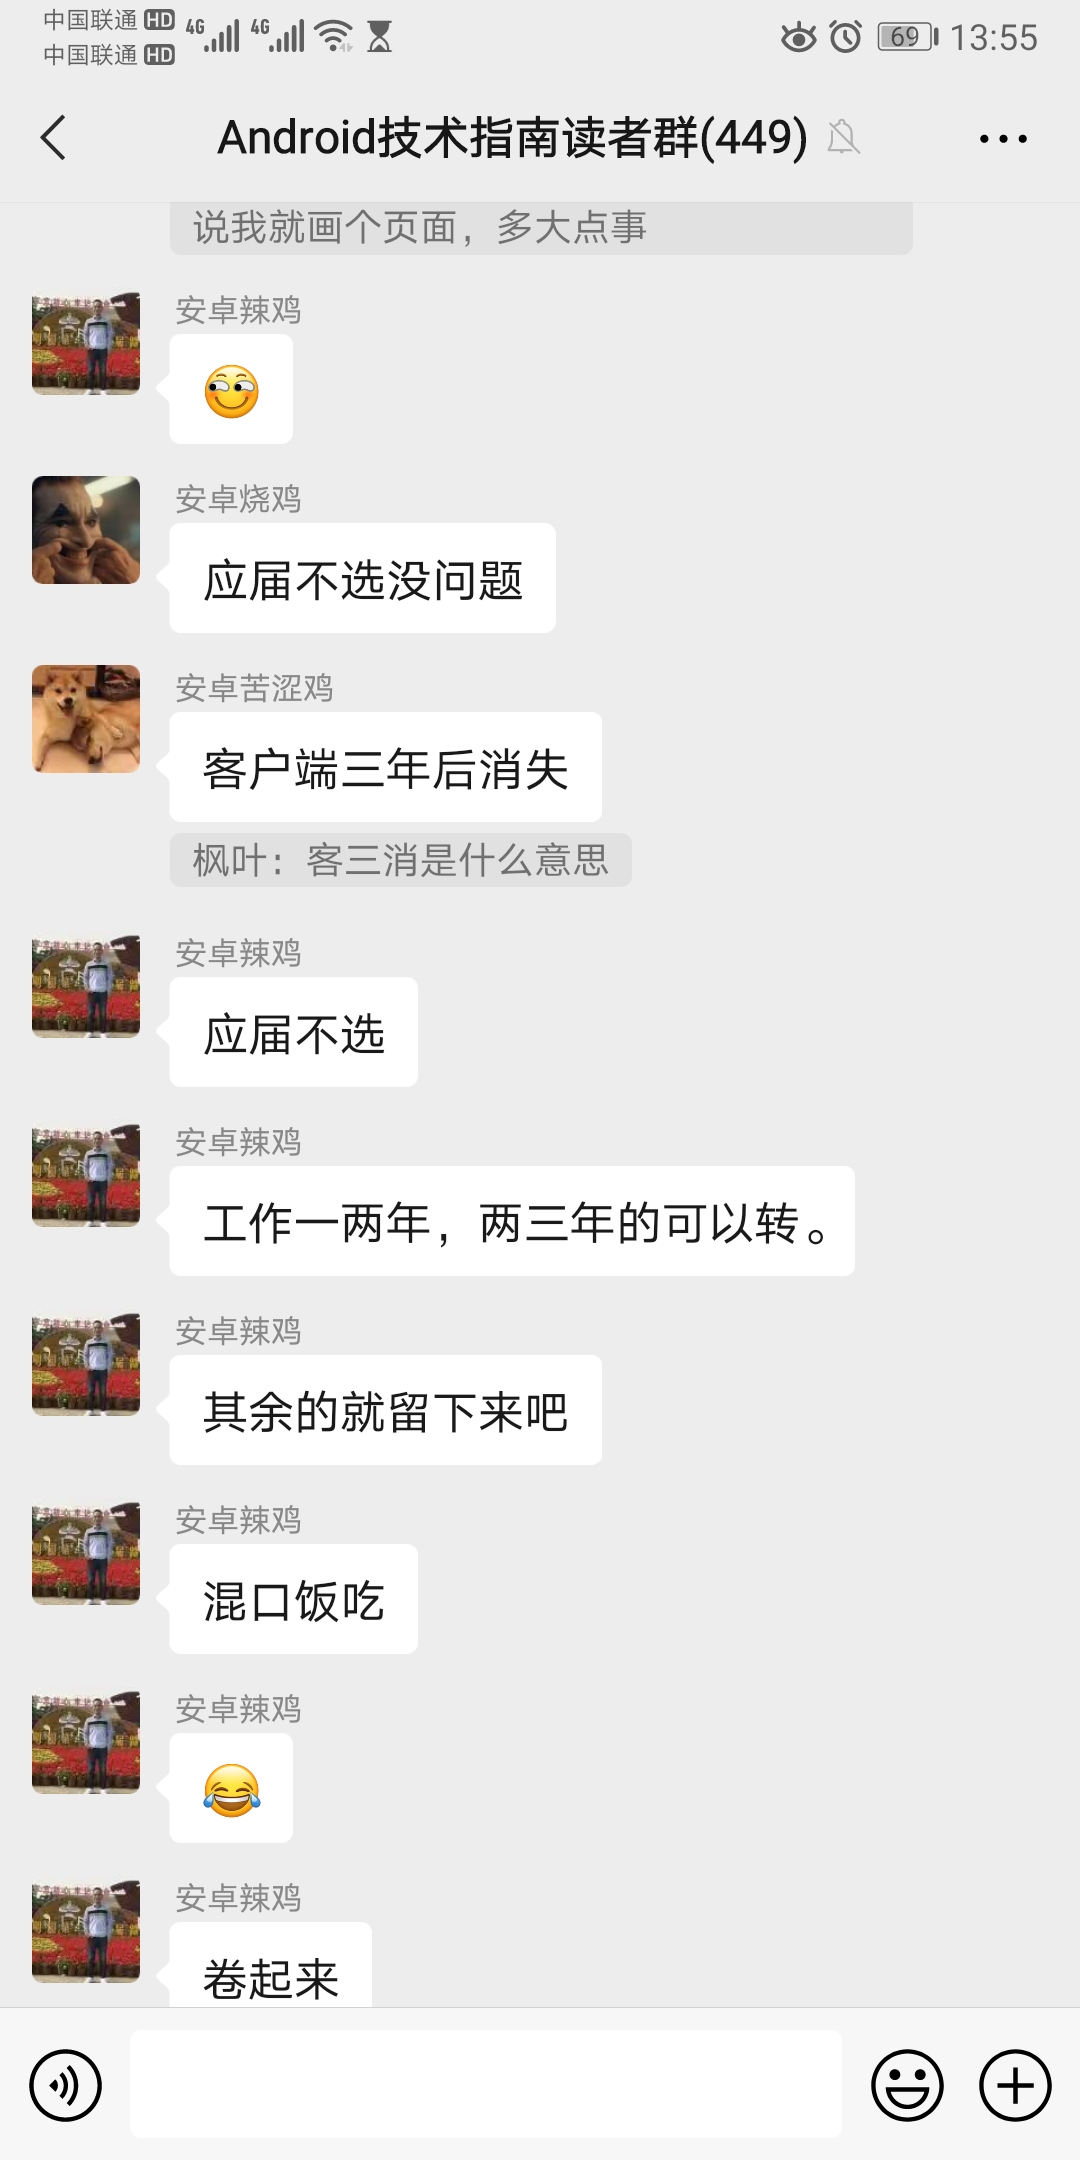 中国联通 HD 4G 4G 69 13:55
中国联通 HD
Android技术指南读者群(449)
说我就画个页面，多大点事
安卓辣鸡
安卓烧鸡
应届不选没问题
安卓苦涩鸡
客户端三年后消失
枫叶：客三消是什么意思
安卓辣鸡
应届不选
安卓辣鸡
工作一两年，两三年的可以转。
安卓辣鸡
其余的就留下来吧
安卓辣鸡
混口饭吃
安卓辣鸡
安卓辣鸡
卷起来